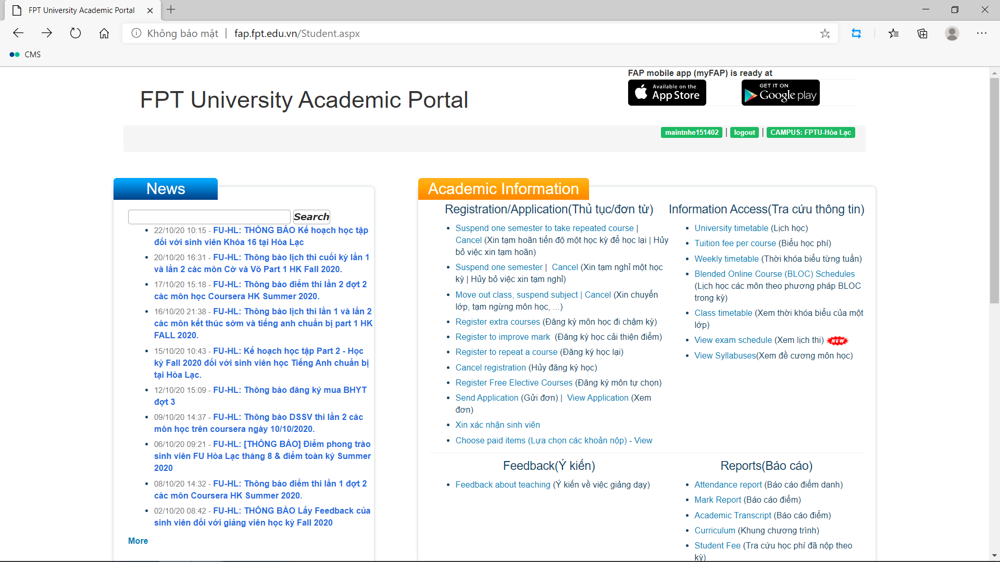 FPT University Academic Portal
Không bảo mật
fap.fpt.edu.vn/Student.aspx
CMS
FAP mobile app (myFAP) is ready at
Available on the
App Store
GET IT ON
Google play
FPT University Academic Portal
maintnhe151402 | logout | CAMPUS: FPTU-Hòa Lạc
News
Search
22/10/20 10:15 - FU-HL: THÔNG BÁO Kế hoạch học tập
đối với sinh viên Khóa 16 tại Hòa Lạc
20/10/20 16:31 - FU-HL: Thông báo lịch thi cuối kỳ lần 1
và lần 2 các môn Cờ và Võ Part 1 HK Fall 2020.
17/10/20 15:18 - FU-HL: Thông báo điểm thi lần 2 đợt 2
các môn học Coursera HK Summer 2020.
16/10/20 21:38 - FU-HL: Thông báo lịch thi lần 1 và lần 2
các môn kết thúc sớm và tiếng anh chuẩn bị part 1 HK
FALL 2020.
15/10/20 10:43 - FU-HL: Kế hoạch học tập Part 2 - Học
kỳ Fall 2020 đối với sinh viên học Tiếng Anh chuẩn bị
tại Hòa Lạc.
12/10/20 15:09 - FU-HL: Thông báo đăng ký mua BHYT
đợt 3
09/10/20 14:37 - FU-HL: Thông báo DSSV thi lần 2 các
môn học trên coursera ngày 10/10/2020.
06/10/20 09:21 - FU-HL: [THÔNG BÁO] Điểm phong trào
sinh viên FU Hòa Lạc tháng 8 & điểm toàn kỳ Summer
2020
08/10/20 14:32 - FU-HL: Thông báo điểm thi lần 1 đợt 2
các môn Coursera HK Summer 2020.
02/10/20 08:42 - FU-HL: THÔNG BÁO Lấy Feedback của
sinh viên đối với giảng viên học kỳ Fall 2020
More
Academic Information
Registration/Application(Thủ tục/đơn từ)
Suspend one semester to take repeated course |
Cancel (Xin tạm hoãn tiến độ một học kỳ để học lại | Hủy
bỏ việc xin tạm hoãn)
Suspend one semester | Cancel (Xin tạm nghỉ một học
kỳ | Hủy bỏ việc xin tạm nghỉ)
Move out class, suspend subject | Cancel (Xin chuyển
lớp, tạm ngừng môn học, ...)
Register extra courses (Đăng ký môn học đi chậm kỳ)
Register to improve mark (Đăng ký học cải thiện điểm)
Register to repeat a course (Đăng ký học lại)
Cancel registration (Hủy đăng ký học)
Register Free Elective Courses (Đăng ký môn tự chọn)
Send Application (Gửi đơn) | View Application (Xem
đơn)
Xin xác nhận sinh viên
Choose paid items (Lựa chọn các khoản nộp) - View
Information Access(Tra cứu thông tin)
University timetable (Lịch học)
Tuition fee per course (Biểu học phí)
Weekly timetable (Thời khóa biểu từng tuần)
Blended Online Course (BLOC) Schedules
(Lịch học các môn theo phương pháp BLOC
trong kỳ)
Class timetable (Xem thời khóa biểu của một
lớp)
View exam schedule (Xem lịch thi) NEW
View Syllabuses(Xem đề cương môn học)
Feedback(Ý kiến)
Feedback about teaching (Ý kiến về việc giảng dạy)
Reports(Báo cáo)
Attendance report (Báo cáo điểm danh)
Mark Report (Báo cáo điểm)
Academic Transcript (Báo cáo điểm)
Curriculum (Khung chương trình)
Student Fee (Tra cứu học phí đã nộp theo
kỳ)